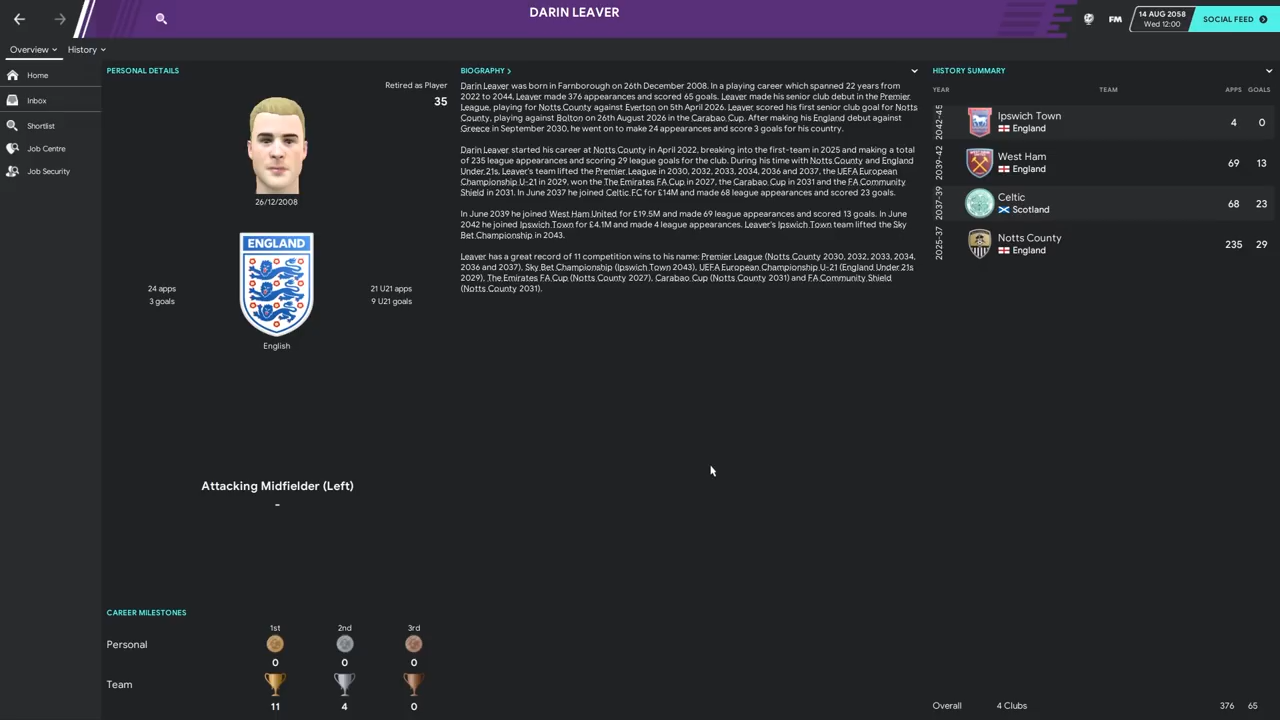 DARIN LEAVER
FM
14 AUG 2058
Wed 12:00
SOCIAL FEED
Overview
History
Home
Inbox
Shortlist
Job Centre
Job Security
PERSONAL DETAILS
Retired as Player
35
26/12/2008
ENGLAND
24 apps
3 goals
21 U21 apps
9 U21 goals
English
Attacking Midfielder (Left)
-
CAREER MILESTONES
1st 2nd 3rd
Personal
0 0 0
Team
11 4 0
BIOGRAPHY
Darin Leaver was born in Farnborough on 26th December 2008. In a playing career which spanned 22 years from
2022 to 2044, Leaver made 376 appearances and scored 65 goals. Leaver made his senior club debut in the Premier
League, playing for Notts County against Everton on 5th April 2026. Leaver scored his first senior club goal for Notts
County, playing against Bolton on 26th August 2026 in the Carabao Cup. After making his England debut against
Greece in September 2030, he went on to make 24 appearances and score 3 goals for his country.
Darin Leaver started his career at Notts County in April 2022, breaking into the first-team in 2025 and making a total
of 235 league appearances and scoring 29 league goals for the club. During his time with Notts County and England
Under 21s, Leaver's team lifted the Premier League in 2030, 2032, 2033, 2034, 2036 and 2037, the UEFA European
Championship U-21 in 2029, won the The Emirates FA Cup in 2027, the Carabao Cup in 2031 and the FA Community
Shield in 2031. In June 2037 he joined Celtic FC for £14M and made 68 league appearances and scored 23 goals.
In June 2039 he joined West Ham United for £19.5M and made 69 league appearances and scored 13 goals. In June
2042 he joined Ipswich Town for £4.1M and made 4 league appearances. Leaver's Ipswich Town team lifted the Sky
Bet Championship in 2043.
Leaver has a great record of 11 competition wins to his name: Premier League (Notts County 2030, 2032, 2033, 2034,
2036 and 2037), Sky Bet Championship (Ipswich Town 2043), UEFA European Championship U-21 (England Under 21s
2029), The Emirates FA Cup (Notts County 2027), Carabao Cup (Notts County 2031) and FA Community Shield
(Notts County 2031).
HISTORY SUMMARY
YEAR TEAM APPS GOALS
2042-45 Ipswich Town 4 0
England
2039-42 West Ham 69 13
England
2037-39 Celtic 68 23
Scotland
2025-37 Notts County 235 29
England
Overall 4 Clubs 376 65